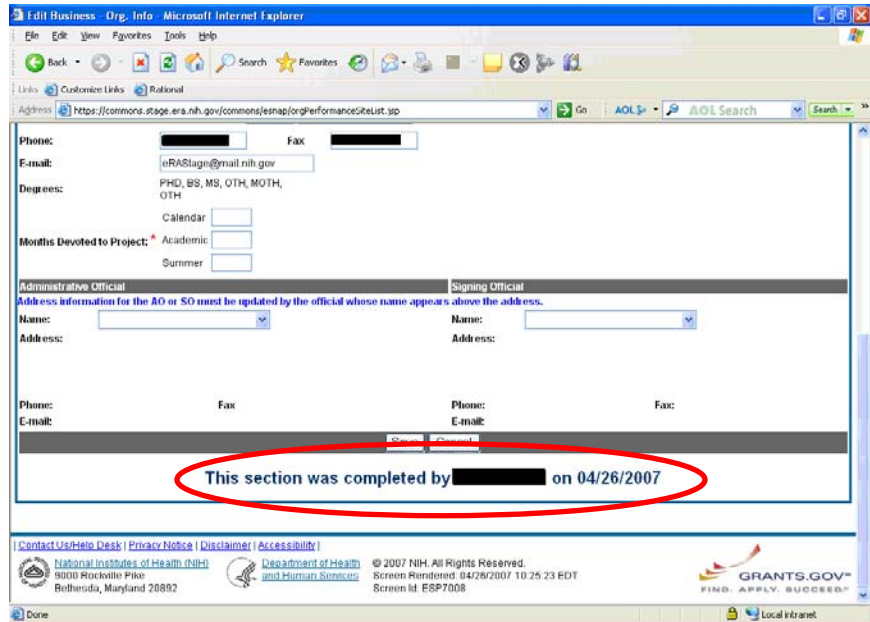 Edit Business - Org. Info - Microsoft Internet Explorer
File Edit View Favorites Tools Help
Back Search Favorites
Links Customize Links Rational
Address https://commons.stage.era.nih.gov/commons/esnap/orgPerformanceSiteList.jsp Go AOL AOL Search Search »
Phone: Fax
E-mail: eRAStage@mail.nih.gov
Degrees: PHD, BS, MS, OTH, MOTH,
OTH
Calendar
Months Devoted to Project: * Academic
Summer
Administrative Official Signing Official
Address information for the AO or SO must be updated by the official whose name appears above the address.
Name: Name:
Address: Address:
Phone: Fax Phone: Fax:
E-mail: E-mail:
Save Cancel
This section was completed by on 04/26/2007
| Contact Us/Help Desk | Privacy Notice | Disclaimer | Accessibility |
National Institutes of Health (NIH) Department of Health © 2007 NIH. All Rights Reserved.
9000 Rockville Pike and Human Services Screen Rendered: 04/26/2007 10:25:23 EDT
Bethesda, Maryland 20892 Screen Id: ESP7008
GRANTS.GOV℠
FIND. APPLY. SUCCEED.℠
Done Local intranet